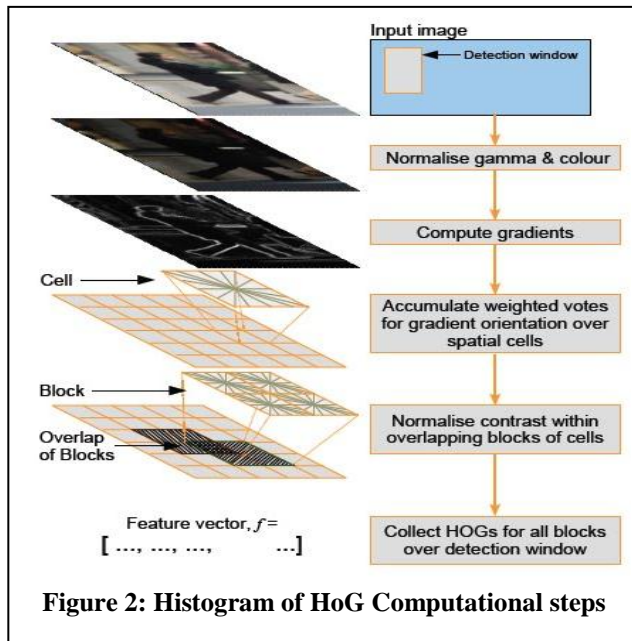 Input image
Detection window
Normalise gamma & colour
Compute gradients
Cell
Accumulate weighted votes
for gradient orientation over
spatial cells
Block
Overlap
of Blocks
Normalise contrast within
overlapping blocks of cells
Feature vector, f =
[ ..., ..., ..., ...]
Collect HOGs for all blocks
over detection window
Figure 2: Histogram of HoG Computational steps